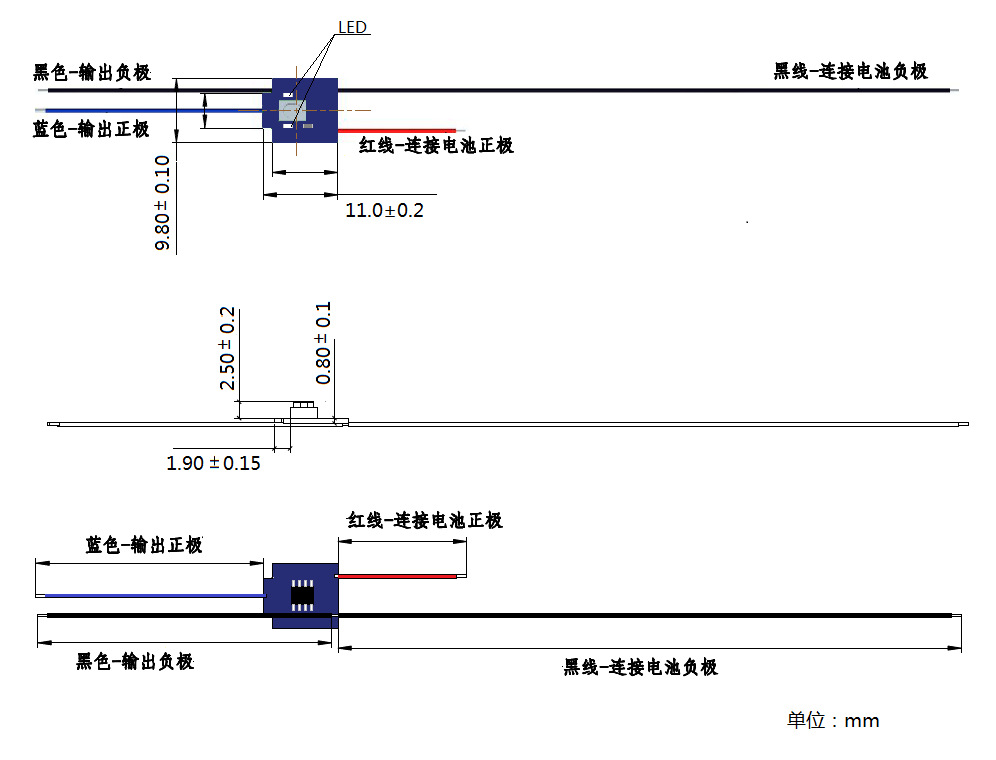 LED
黑色-输出负极
黑线-连接电池负极
蓝色-输出正极
红线-连接电池正极
9.80±0.10
11.0±0.2
2.50±0.2
0.80±0.1
1.90±0.15
红线-连接电池正极
蓝色-输出正极
黑色-输出负极
黑线-连接电池负极
单位：mm